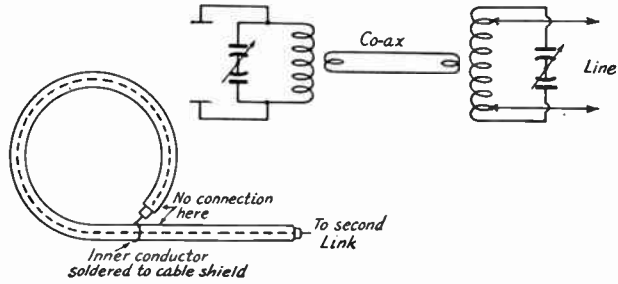 Co-ax
Line
No connection
here
To second
Link
Inner conductor
soldered to cable shield